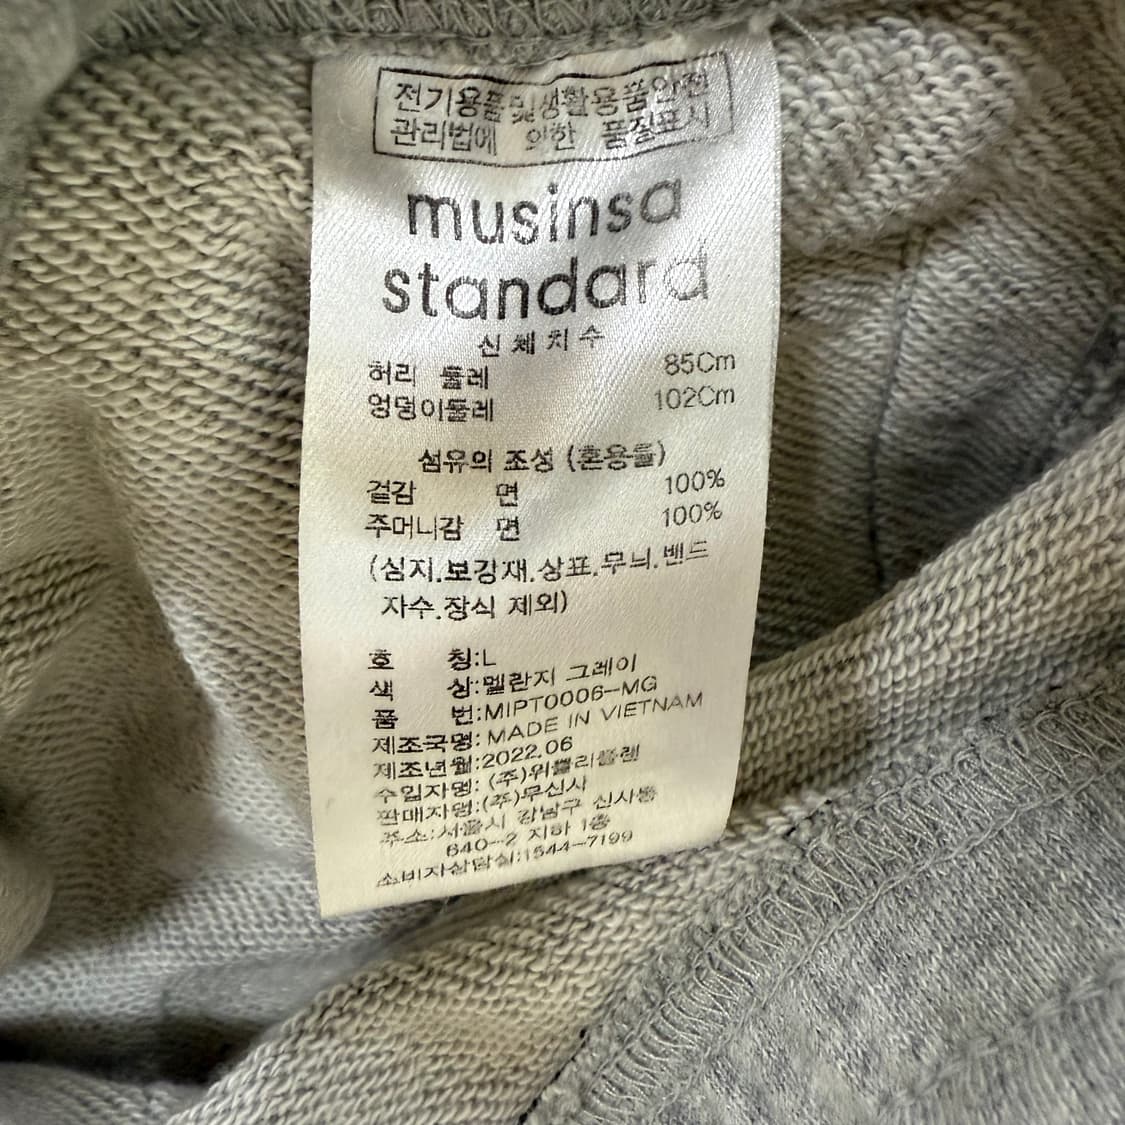 전기용품및생활용품안전
관리법에 의한 품질표시
musinsa
standard
신체치수
허리 둘레 85Cm
엉덩이둘레 102Cm
섬유의 조성 (혼용률)
겉감 면 100%
주머니감 면 100%
(심지.보강재.상표.무늬.밴드
자수.장식 제외)
호 칭:L
색 상:멜란지 그레이
품 번:MIPT0006-MG
제조국명: MADE IN VIETNAM
제조년월:2022.06
수입자명: (주)위뿔리플랜
판매자명:(주)무신사
주소:서울시 강남구 신사동
640-2 지하 1층
소비자상담실:1544-7199